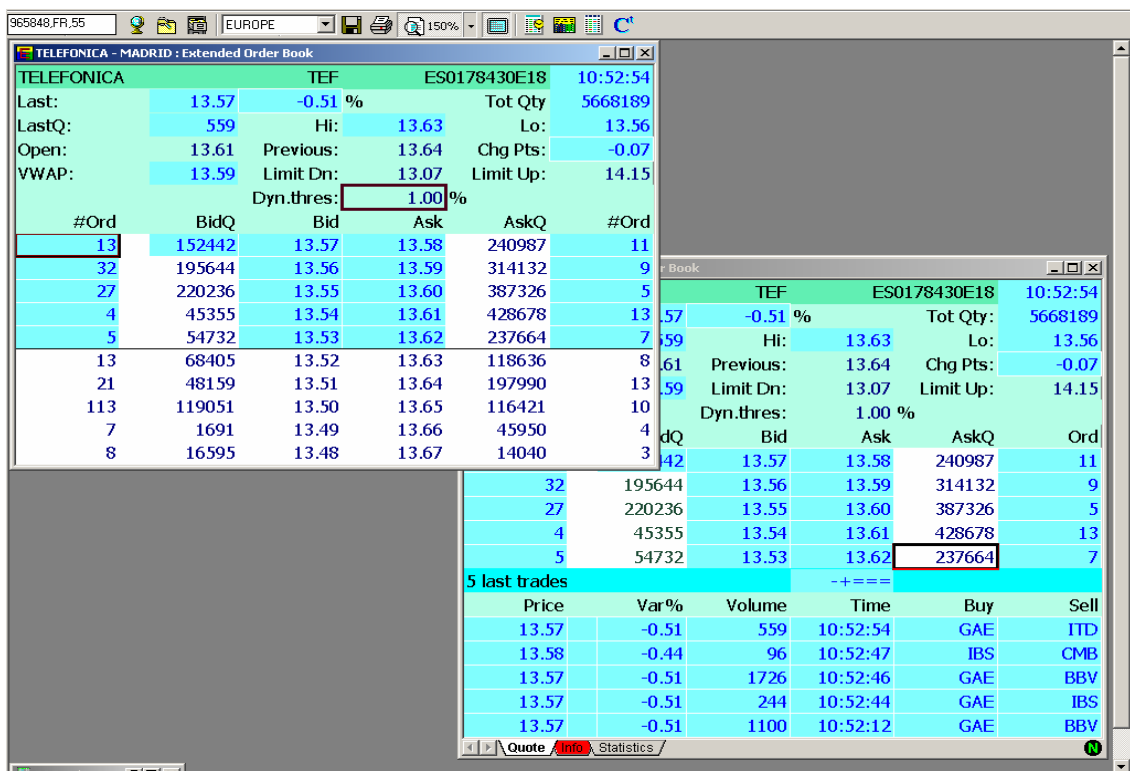 965848,FR,55 EUROPE 150% C^t
TELEFONICA - MADRID : Extended Order Book
TELEFONICA TEF ES0178430E18 10:52:54
Last: 13.57 -0.51 % Tot Qty 5668189
LastQ: 559 Hi: 13.63 Lo: 13.56
Open: 13.61 Previous: 13.64 Chg Pts: -0.07
VWAP: 13.59 Limit Dn: 13.07 Limit Up: 14.15
Dyn.thres: 1.00 %
#Ord BidQ Bid Ask AskQ #Ord
13 152442 13.57 13.58 240987 11
32 195644 13.56 13.59 314132 9
27 220236 13.55 13.60 387326 5
4 45355 13.54 13.61 428678 13
5 54732 13.53 13.62 237664 7
13 68405 13.52 13.63 118636 8
21 48159 13.51 13.64 197990 13
113 119051 13.50 13.65 116421 10
7 1691 13.49 13.66 45950 4
8 16595 13.48 13.67 14040 3
r Book
TEF ES0178430E18 10:52:54
.57 -0.51 % Tot Qty: 5668189
559 Hi: 13.63 Lo: 13.56
.61 Previous: 13.64 Chg Pts: -0.07
.59 Limit Dn: 13.07 Limit Up: 14.15
Dyn.thres: 1.00 %
dQ Bid Ask AskQ Ord
442 13.57 13.58 240987 11
32 195644 13.56 13.59 314132 9
27 220236 13.55 13.60 387326 5
4 45355 13.54 13.61 428678 13
5 54732 13.53 13.62 237664 7
5 last trades -+===
Price Var% Volume Time Buy Sell
13.57 -0.51 559 10:52:54 GAE ITD
13.58 -0.44 96 10:52:47 IBS CMB
13.57 -0.51 1726 10:52:46 GAE BBV
13.57 -0.51 244 10:52:44 GAE IBS
13.57 -0.51 1100 10:52:12 GAE BBV
Quote Info Statistics N